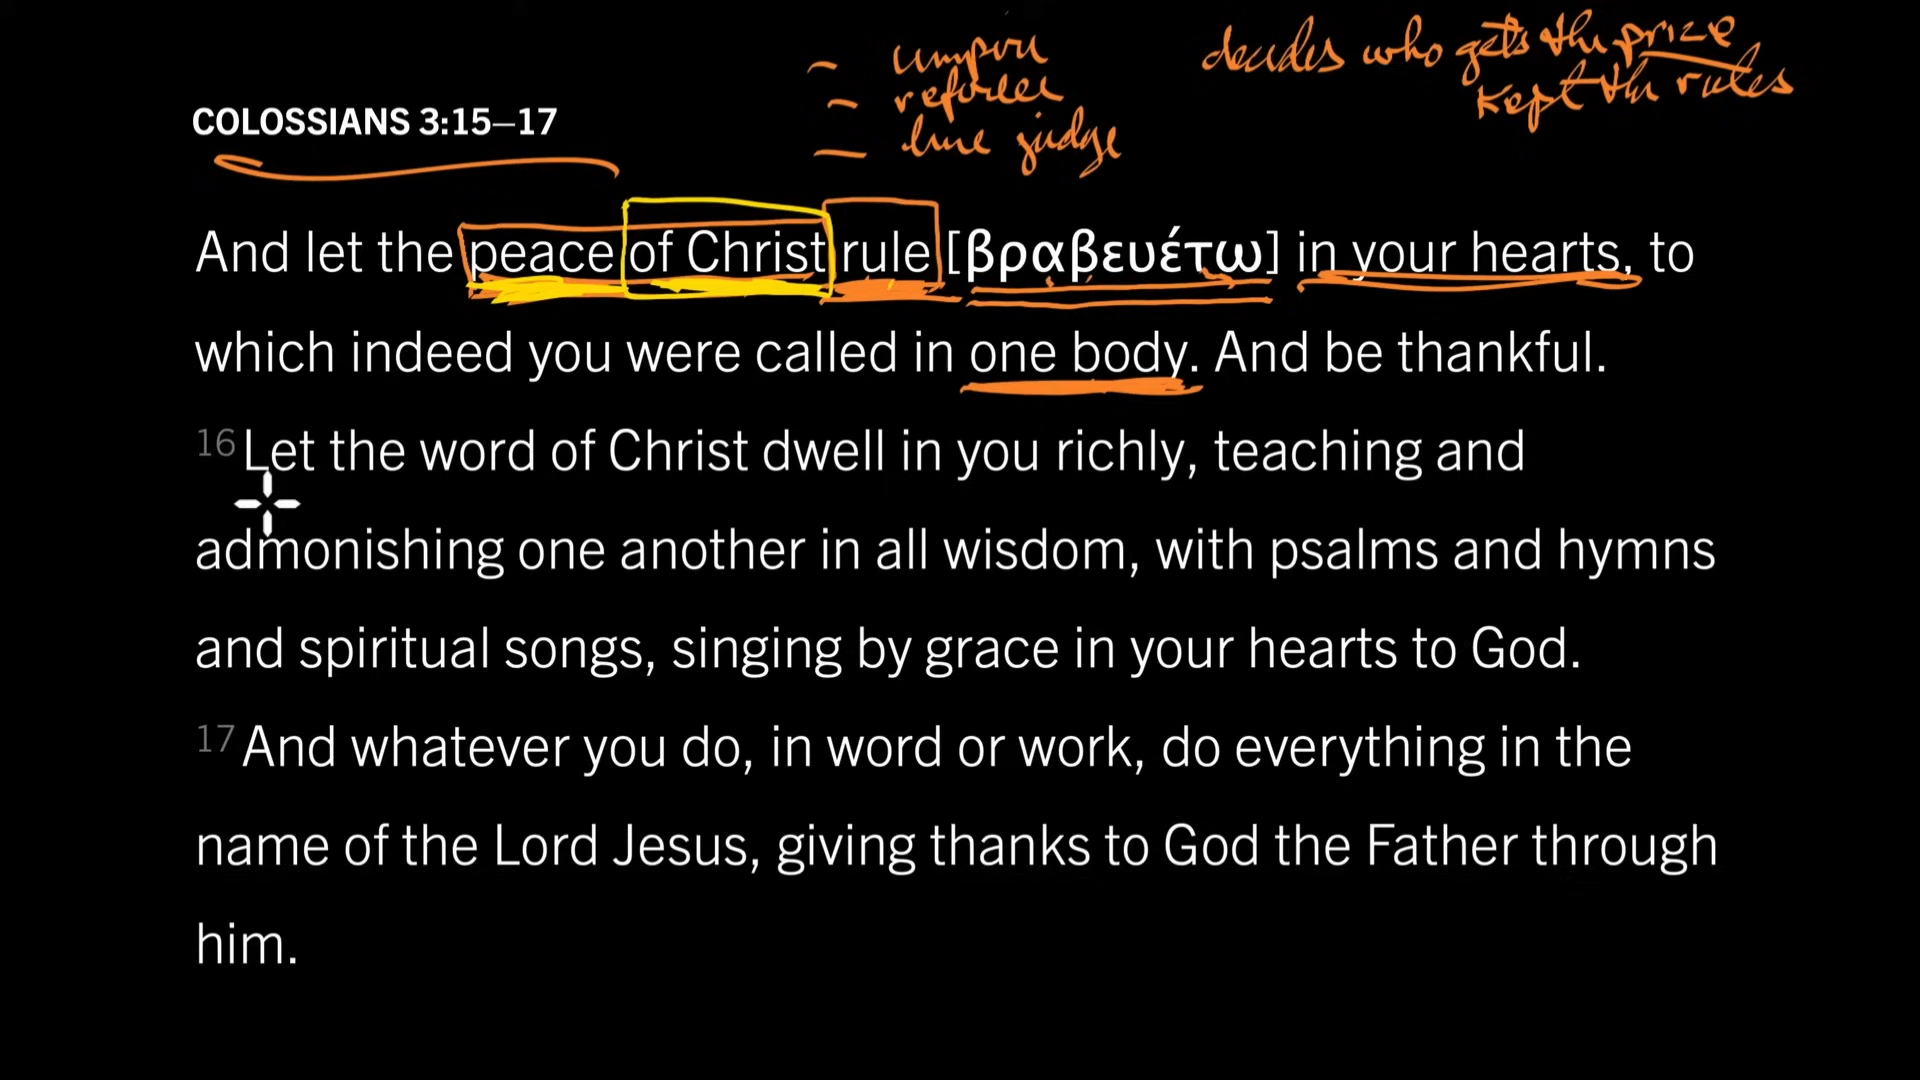 umpire
referee
line judge
decides who gets the prize
kept the rules
COLOSSIANS 3:15–17
And let the peace of Christ rule [βραβευέτω] in your hearts, to
which indeed you were called in one body. And be thankful.
16 Let the word of Christ dwell in you richly, teaching and
admonishing one another in all wisdom, with psalms and hymns
and spiritual songs, singing by grace in your hearts to God.
17 And whatever you do, in word or work, do everything in the
name of the Lord Jesus, giving thanks to God the Father through
him.